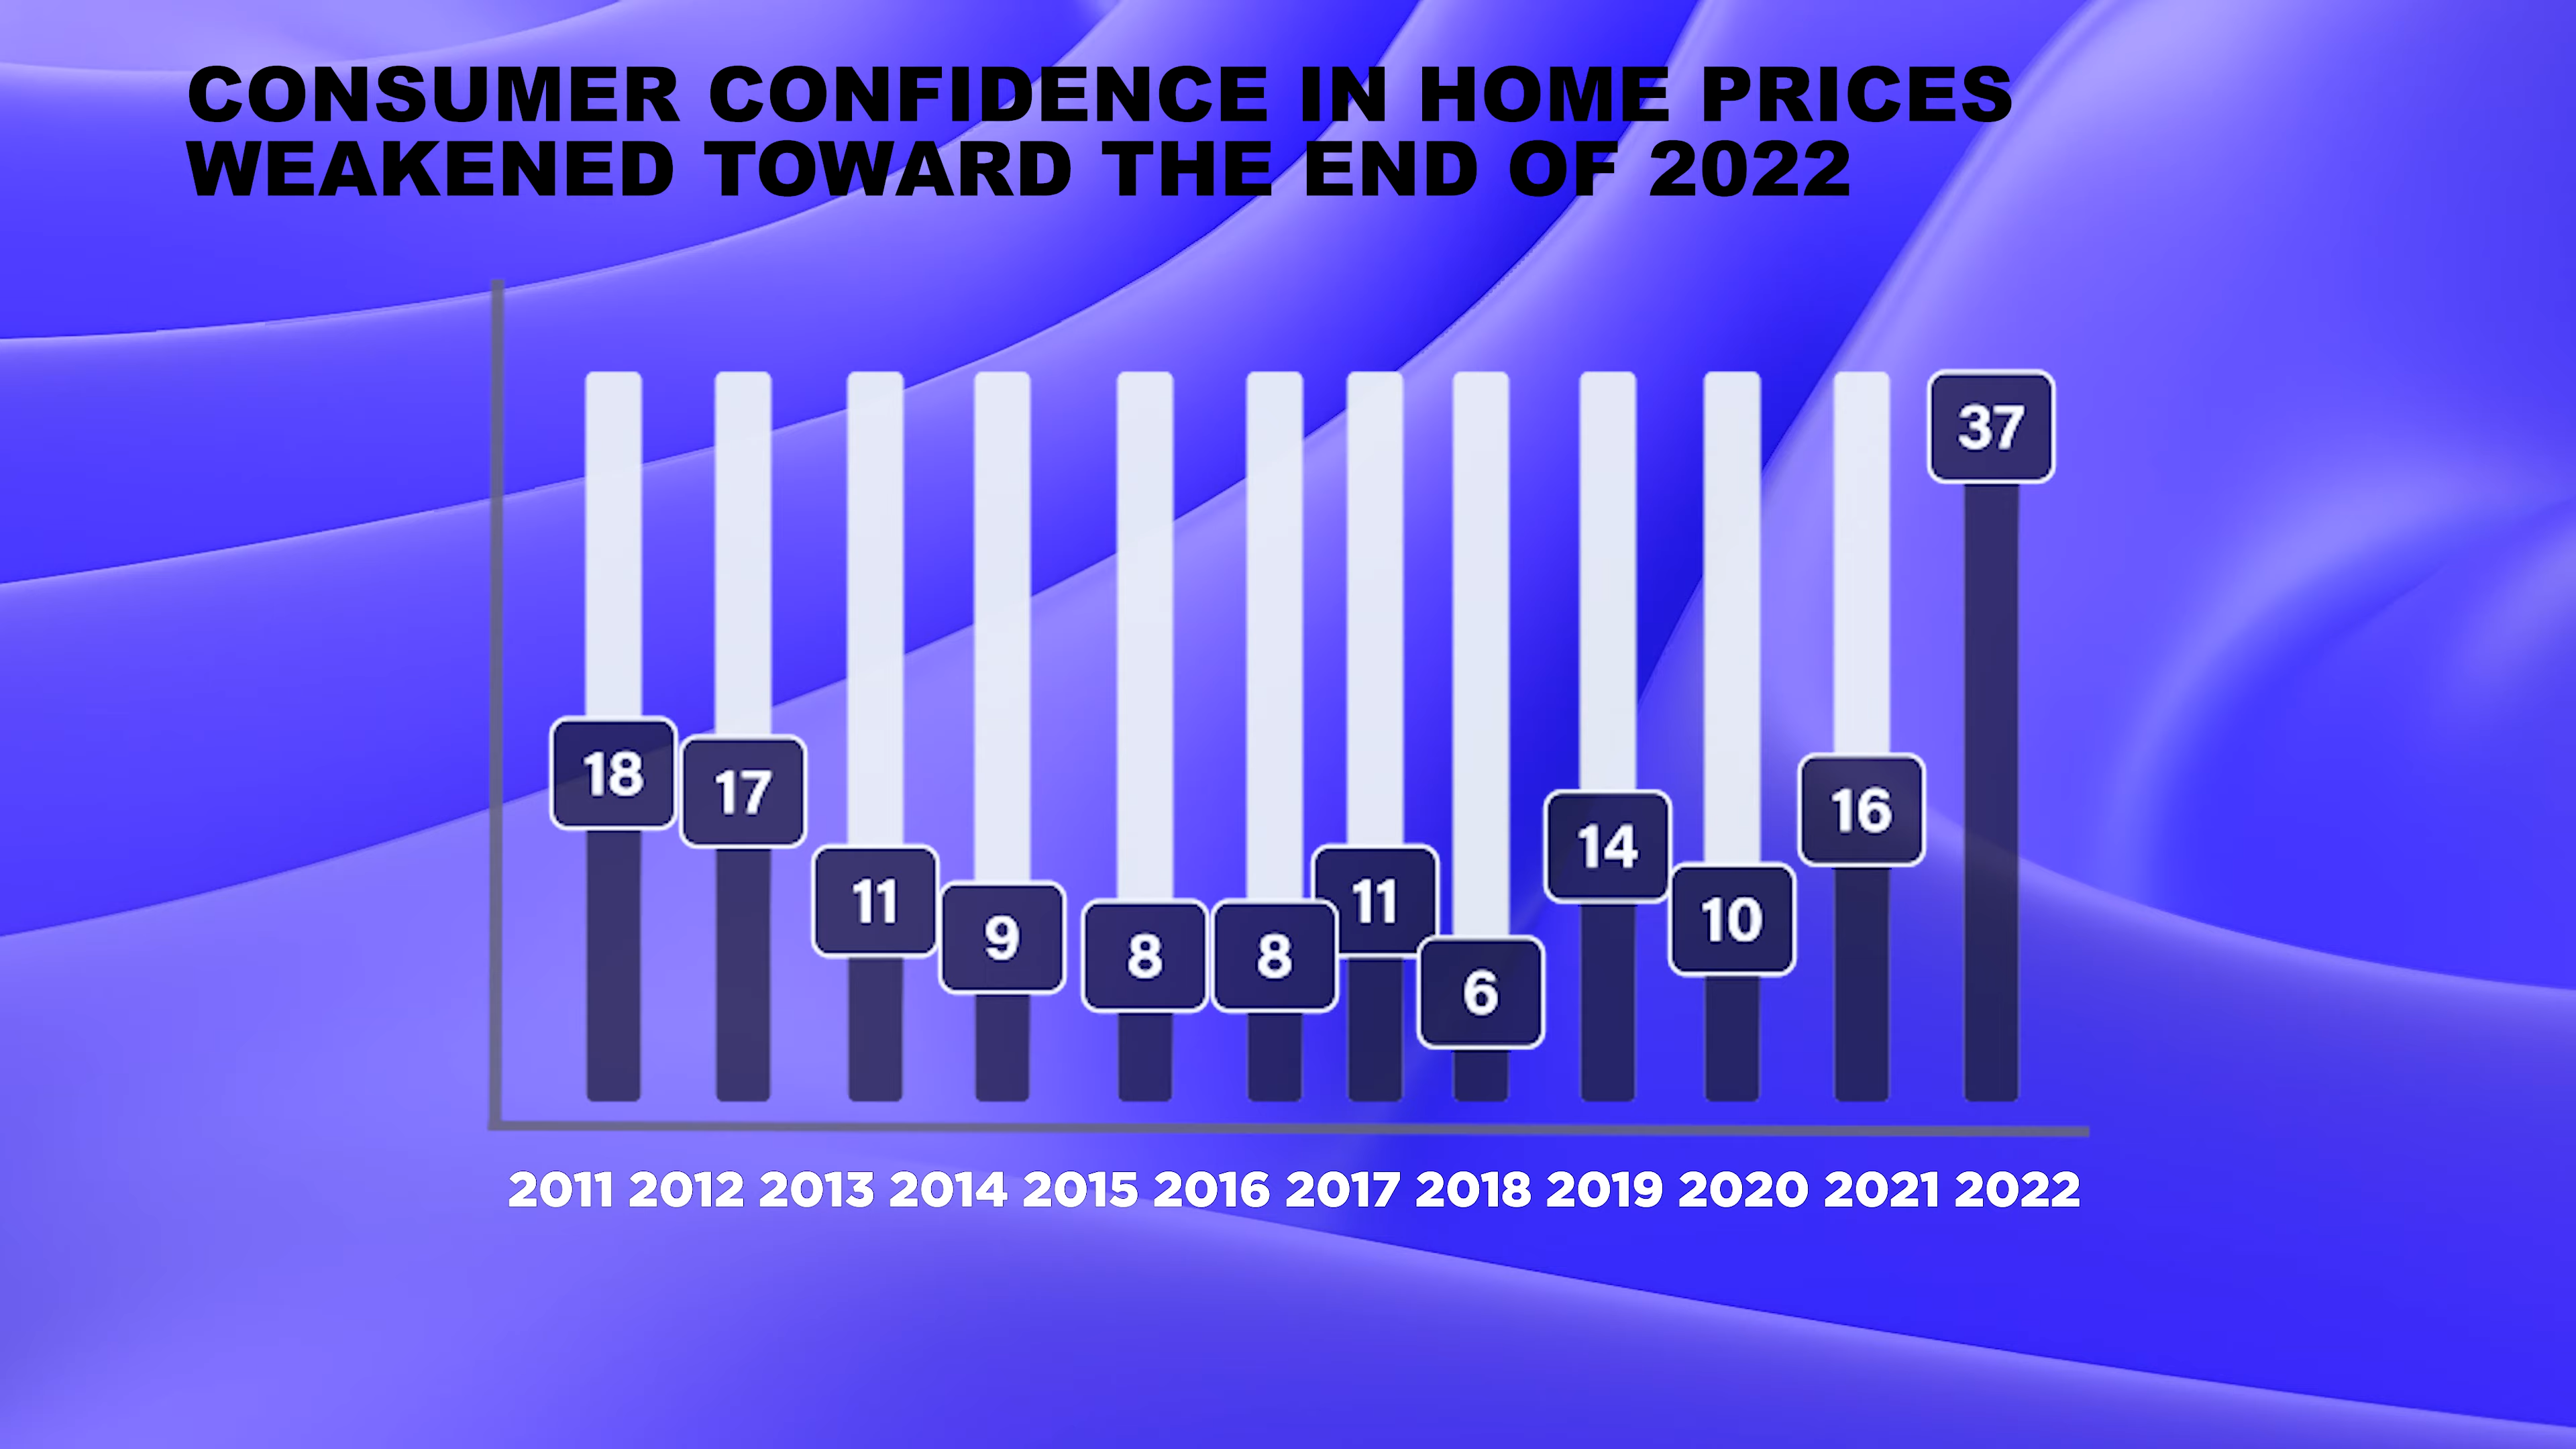 CONSUMER CONFIDENCE IN HOME PRICES
WEAKENED TOWARD THE END OF 2022
18 17 11 9 8 8 11 6 14 10 16 37
2011 2012 2013 2014 2015 2016 2017 2018 2019 2020 2021 2022